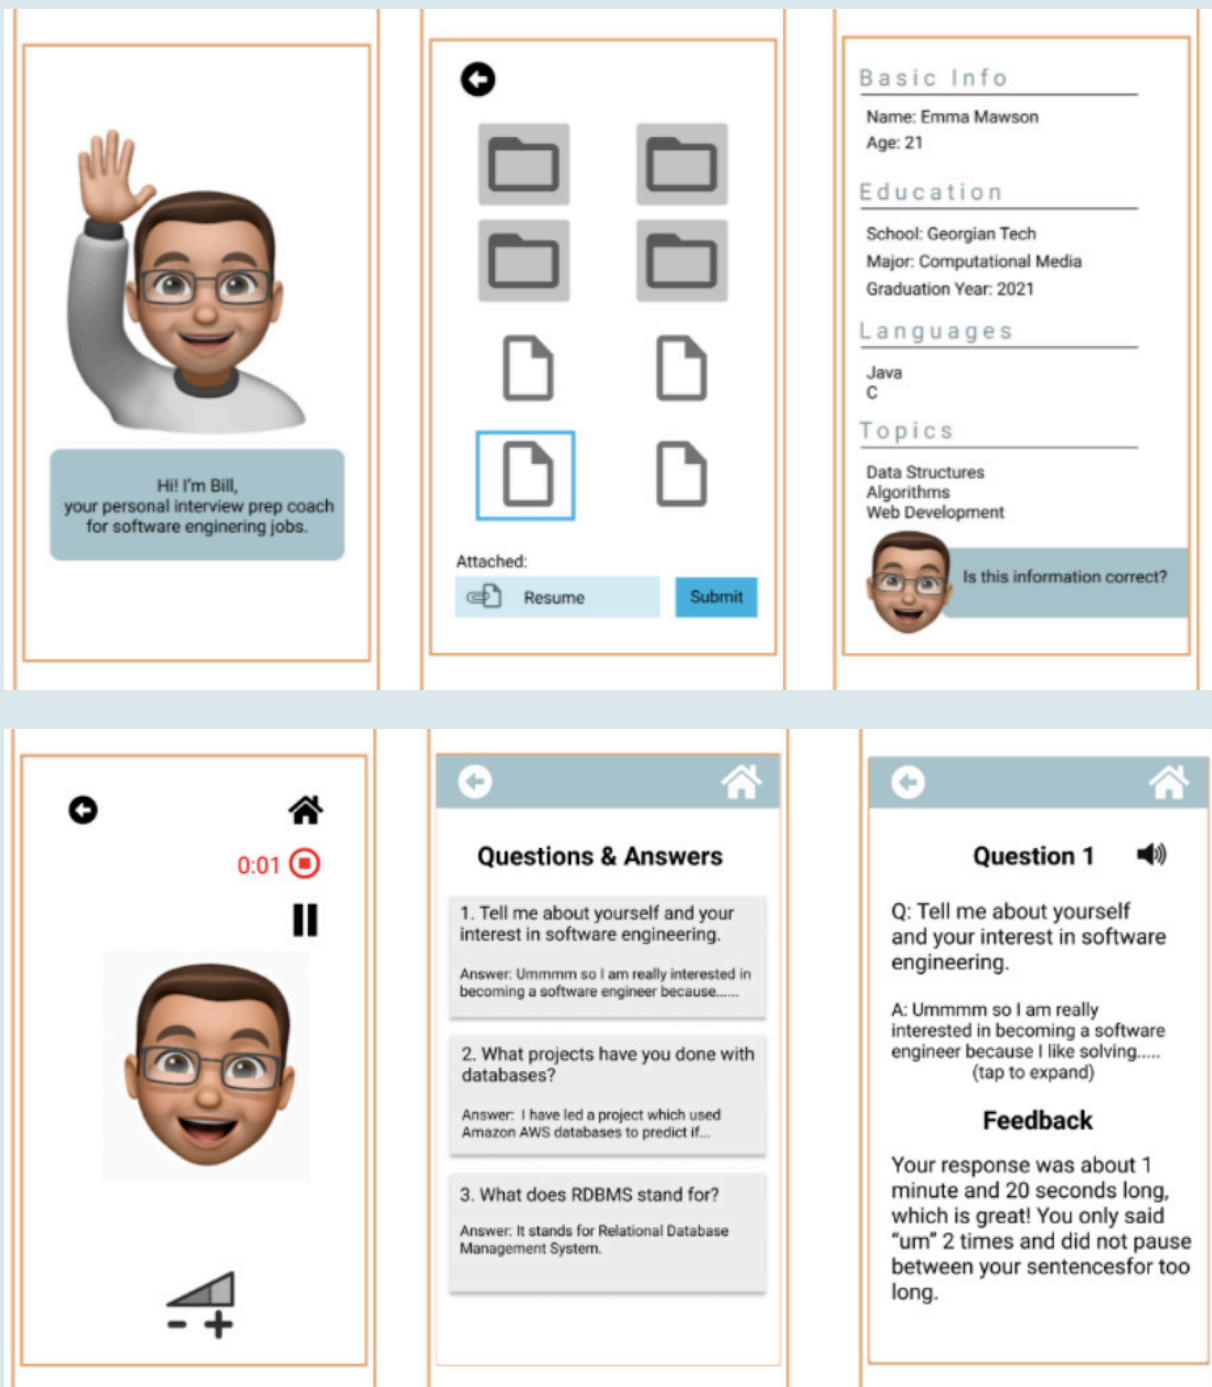 Hi! I'm Bill,
your personal interview prep coach
for software enginering jobs.
Attached:
Resume
Submit
Basic Info
Name: Emma Mawson
Age: 21
Education
School: Georgian Tech
Major: Computational Media
Graduation Year: 2021
Languages
Java
C
Topics
Data Structures
Algorithms
Web Development
Is this information correct?
0:01
Questions & Answers
1. Tell me about yourself and your
interest in software engineering.
Answer: Ummmm so I am really interested in
becoming a software engineer because......
2. What projects have you done with
databases?
Answer: I have led a project which used
Amazon AWS databases to predict if...
3. What does RDBMS stand for?
Answer: It stands for Relational Database
Management System.
Question 1
Q: Tell me about yourself
and your interest in software
engineering.
A: Ummmm so I am really
interested in becoming a software
engineer because I like solving.....
(tap to expand)
Feedback
Your response was about 1
minute and 20 seconds long,
which is great! You only said
"um" 2 times and did not pause
between your sentencesfor too
long.